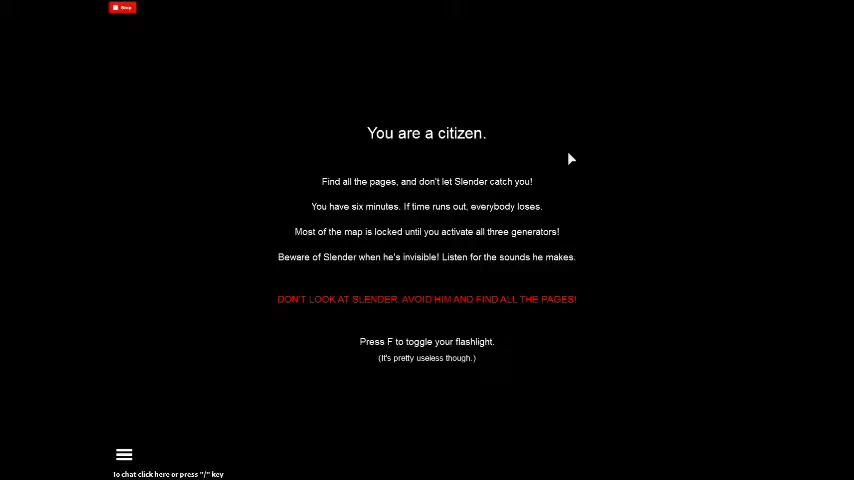 Stop
You are a citizen.
Find all the pages, and don't let Slender catch you!
You have six minutes. If time runs out, everybody loses.
Most of the map is locked until you activate all three generators!
Beware of Slender when he's invisible! Listen for the sounds he makes.
DON'T LOOK AT SLENDER. AVOID HIM AND FIND ALL THE PAGES!
Press F to toggle your flashlight.
(It's pretty useless though.)
To chat click here or press "/" key